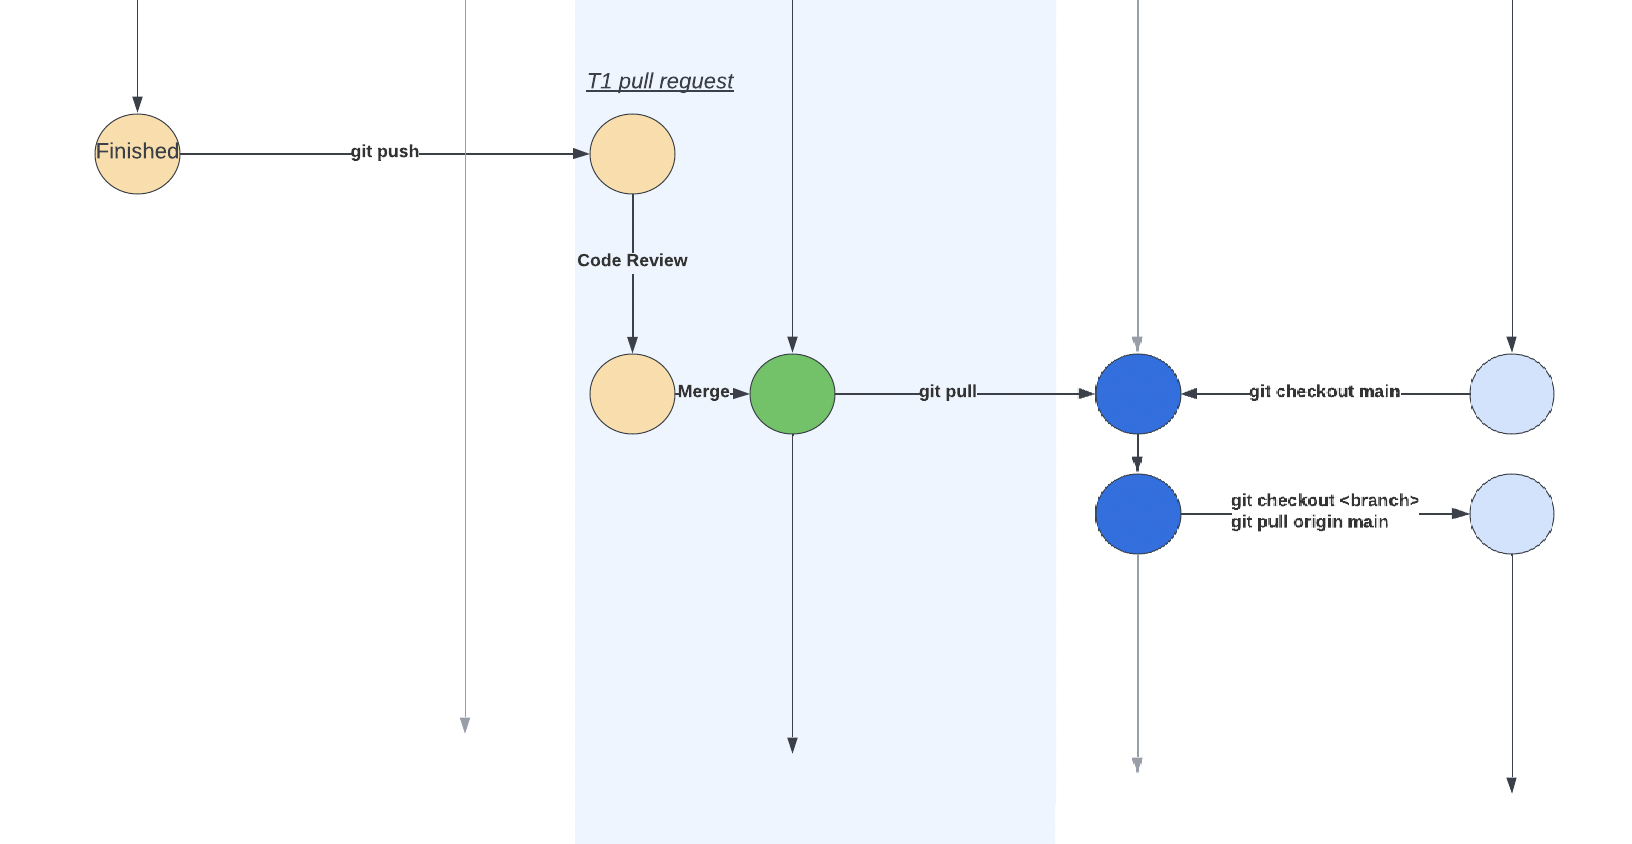 T1 pull reguest
Finished
git push
Code Review
Merge
git pull
git checkout main
git checkout <branch>
git pull origin main